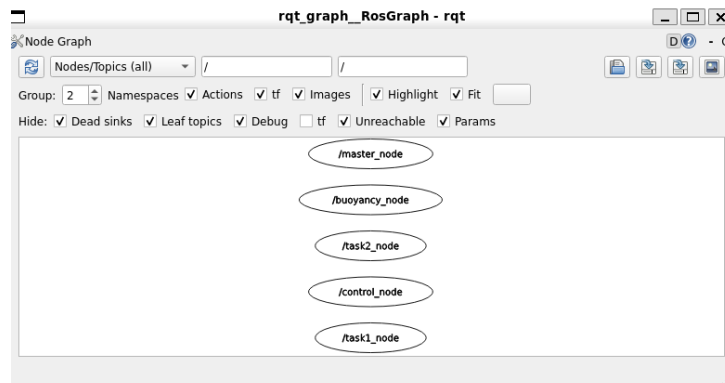 rqt_graph__RosGraph - rqt
Node Graph
D
Nodes/Topics (all) / /
Group: 2 Namespaces Actions tf Images Highlight Fit
Hide: Dead sinks Leaf topics Debug tf Unreachable Params
/master_node
/buoyancy_node
/task2_node
/control_node
/task1_node